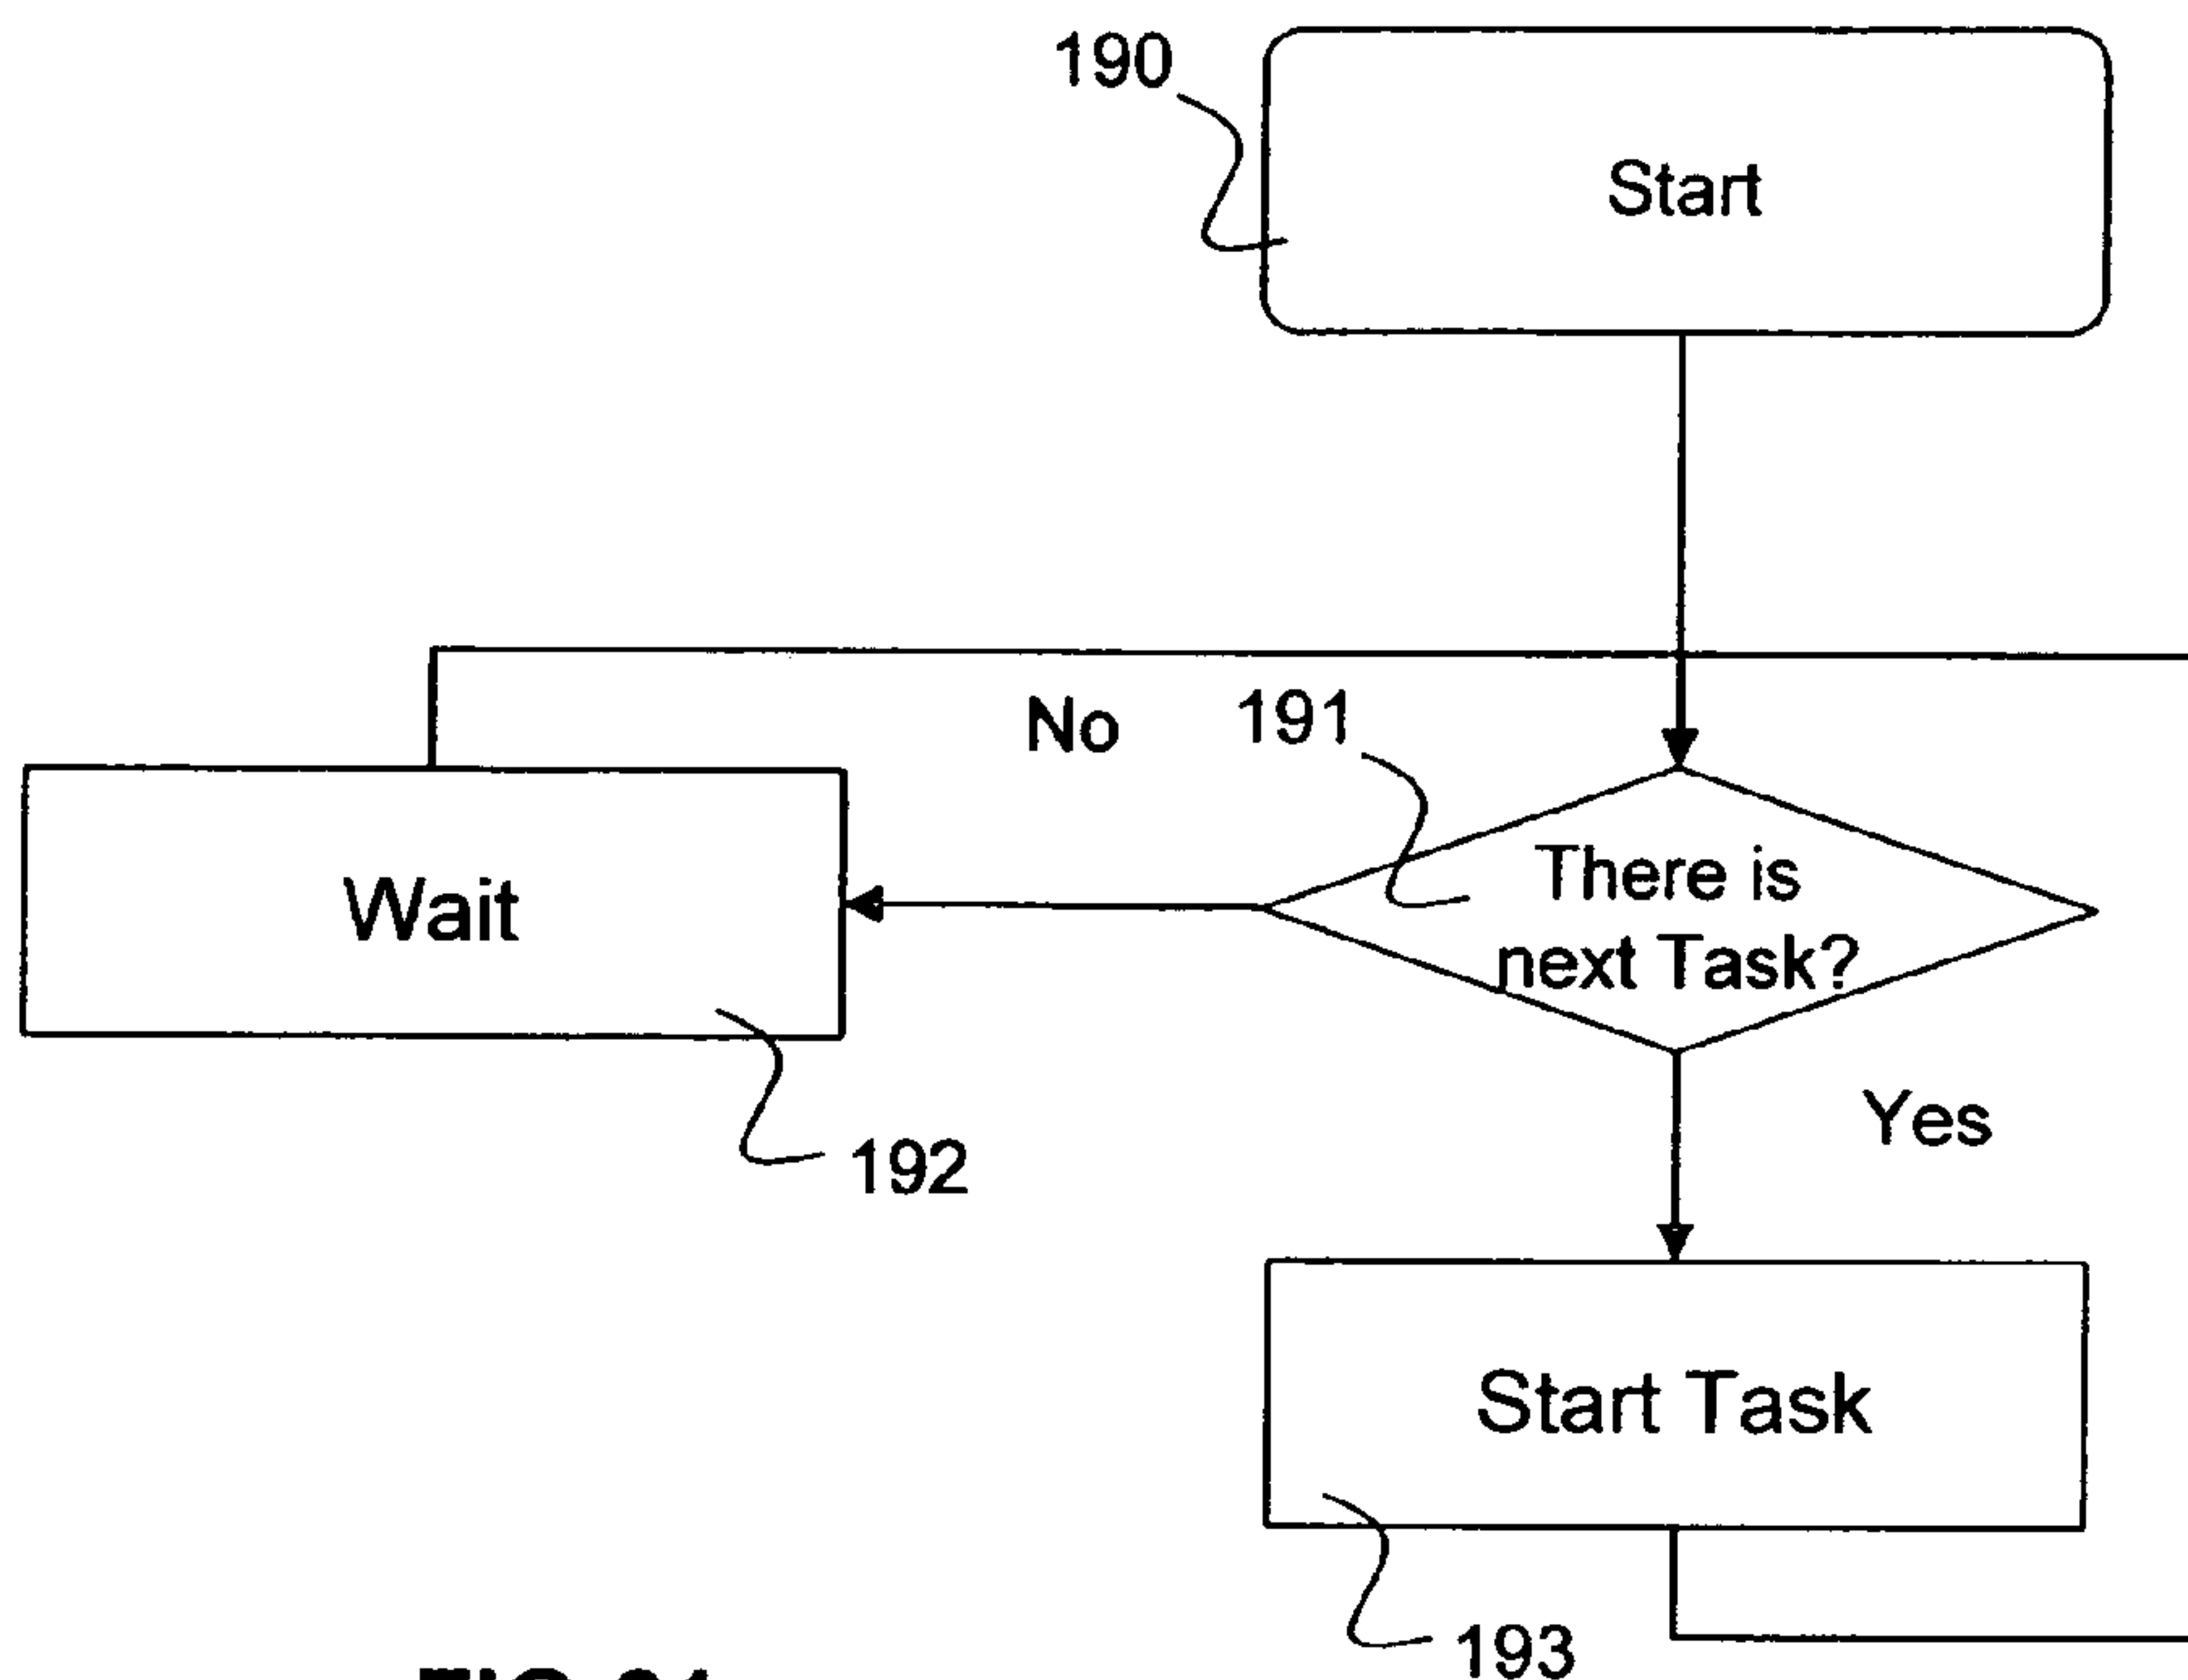 190
Start
No
191
There is
next Task?
Wait
Yes
192
Start Task
193